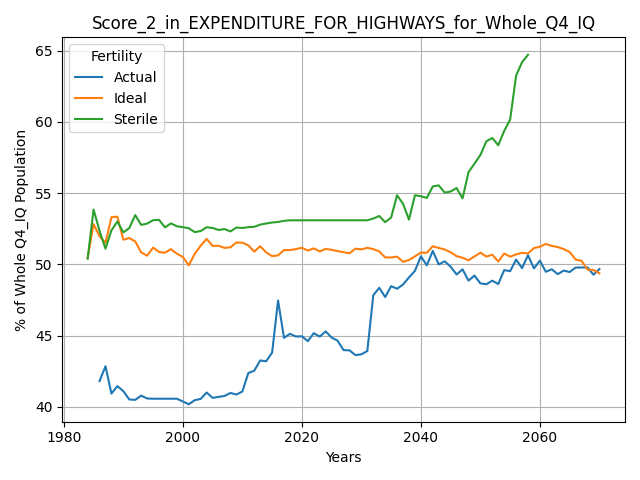 Score_2_in_EXPENDITURE_FOR_HIGHWAYS_for_Whole_Q4_IQ
Fertility
Actual
Ideal
Sterile
% of Whole Q4_IQ Population
65
60
55
50
45
40
1980 2000 2020 2040 2060
Years